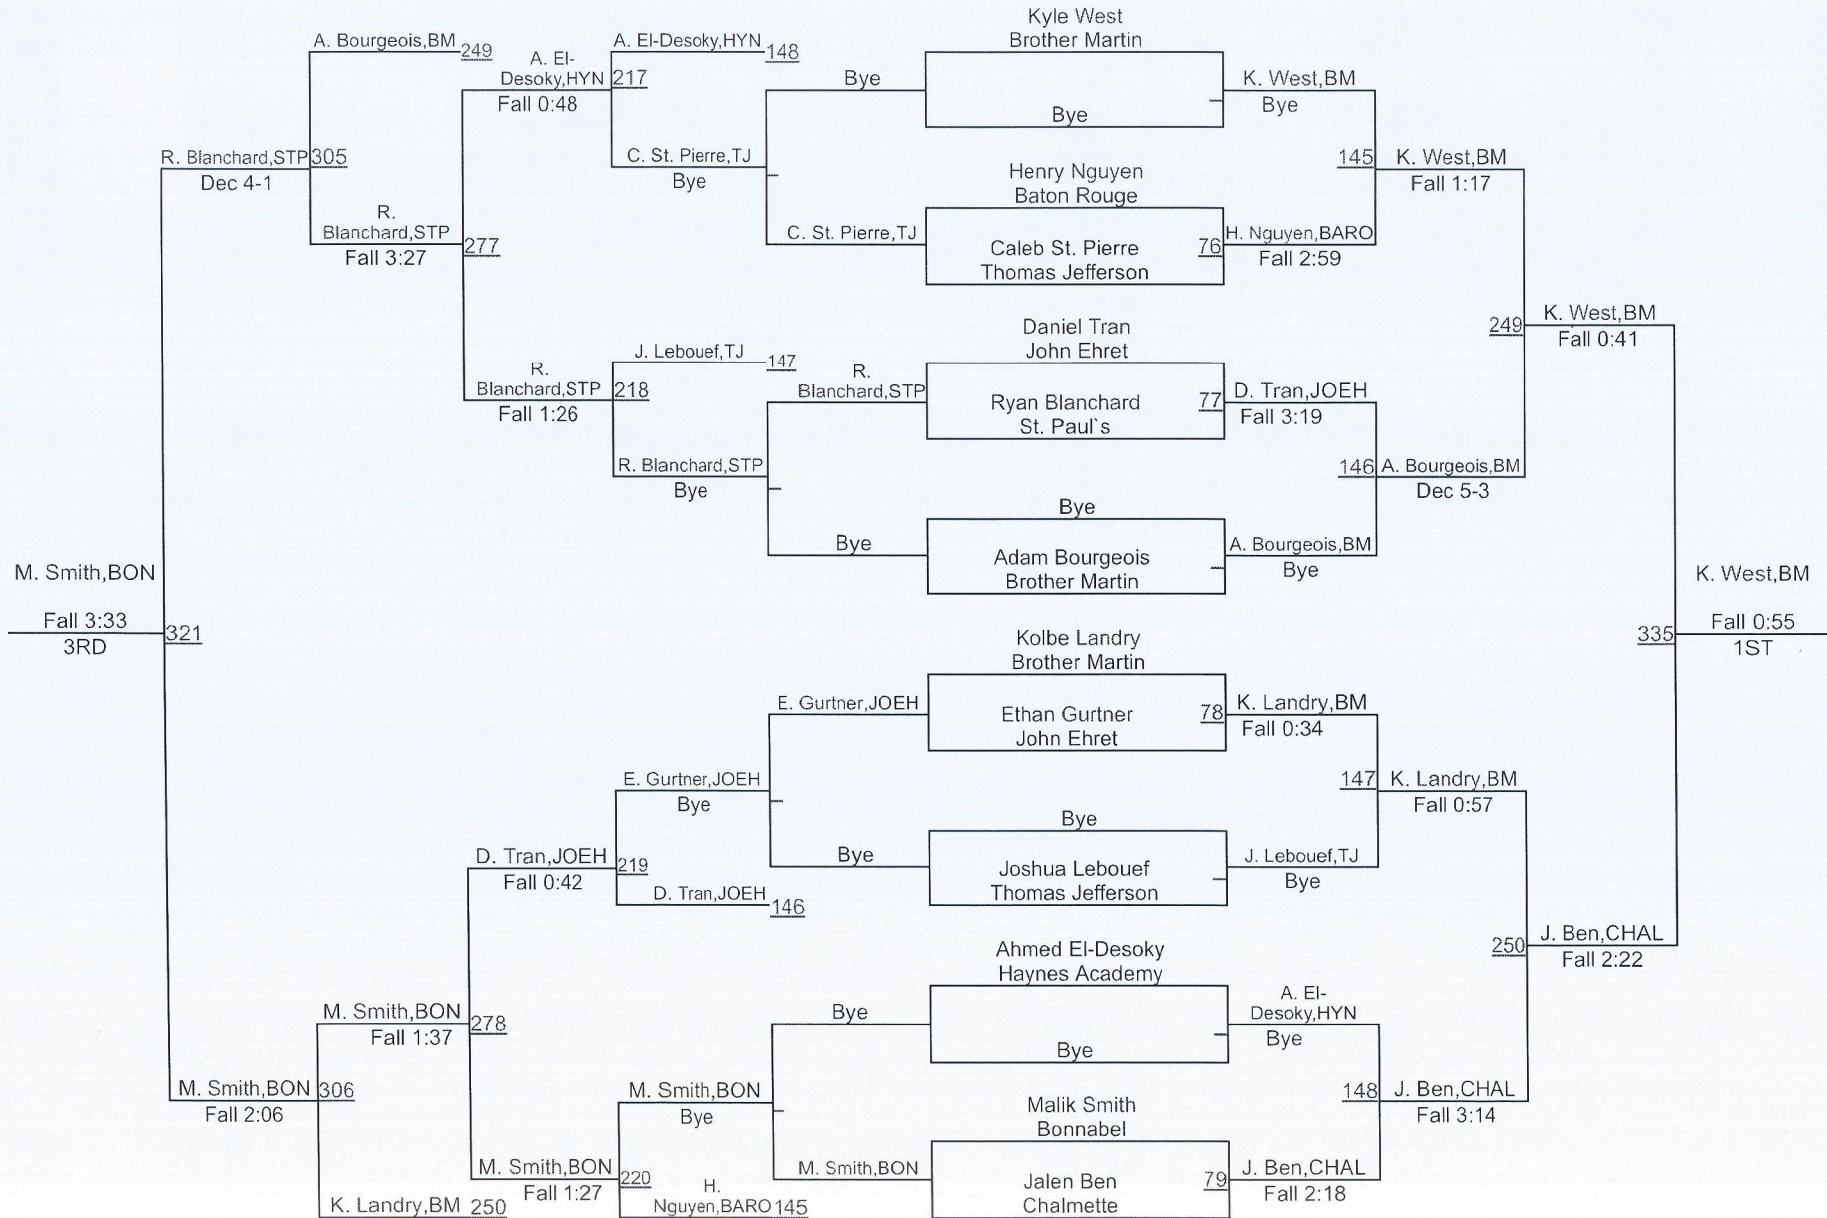 Kyle West
Brother Martin
A. Bourgeois,BM 249
A. El-Desoky,HYN 148
A. El-
Desoky,HYN 217
Fall 0:48
Bye
K. West,BM
Bye
Bye
R. Blanchard,STP 305
Dec 4-1
C. St. Pierre,TJ
Bye
Henry Nguyen
Baton Rouge
145 K. West,BM
Fall 1:17
R.
Blanchard,STP 277
Fall 3:27
C. St. Pierre,TJ
Caleb St. Pierre
Thomas Jefferson
76 H. Nguyen,BARO
Fall 2:59
Daniel Tran
John Ehret
249 K. West,BM
Fall 0:41
J. Lebouef,TJ 147
R.
Blanchard,STP 218
Fall 1:26
R.
Blanchard,STP
Ryan Blanchard
St. Paul`s
77 D. Tran,JOEH
Fall 3:19
R. Blanchard,STP
Bye
146 A. Bourgeois,BM
Dec 5-3
Bye
Bye
Adam Bourgeois
Brother Martin
A. Bourgeois,BM
Bye
M. Smith,BON
Fall 3:33
3RD
321
K. West,BM
335 Fall 0:55
1ST
Kolbe Landry
Brother Martin
E. Gurtner,JOEH
Ethan Gurtner
John Ehret
78 K. Landry,BM
Fall 0:34
E. Gurtner,JOEH
Bye
147 K. Landry,BM
Fall 0:57
Bye
D. Tran,JOEH 219
Fall 0:42
Bye
Joshua Lebouef
Thomas Jefferson
J. Lebouef,TJ
Bye
D. Tran,JOEH 146
250 J. Ben,CHAL
Fall 2:22
Ahmed El-Desoky
Haynes Academy
M. Smith,BON 278
Fall 1:37
Bye
A. El-
Desoky,HYN
Bye
Bye
M. Smith,BON 306
Fall 2:06
M. Smith,BON
Bye
Malik Smith
Bonnabel
148 J. Ben,CHAL
Fall 3:14
M. Smith,BON 220
Fall 1:27
M. Smith,BON
Jalen Ben
Chalmette
79 J. Ben,CHAL
Fall 2:18
K. Landry,BM 250
H.
Nguyen,BARO 145